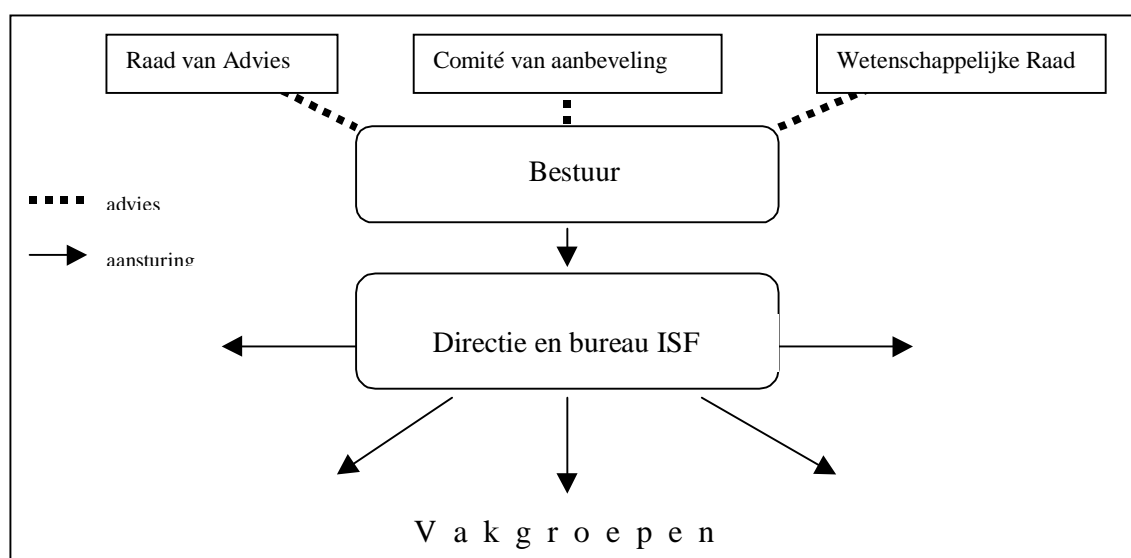 Raad van Advies
Comité van aanbeveling
Wetenschappelijke Raad
Bestuur
advies
aansturing
Directie en bureau ISF
V a k g r o e p e n